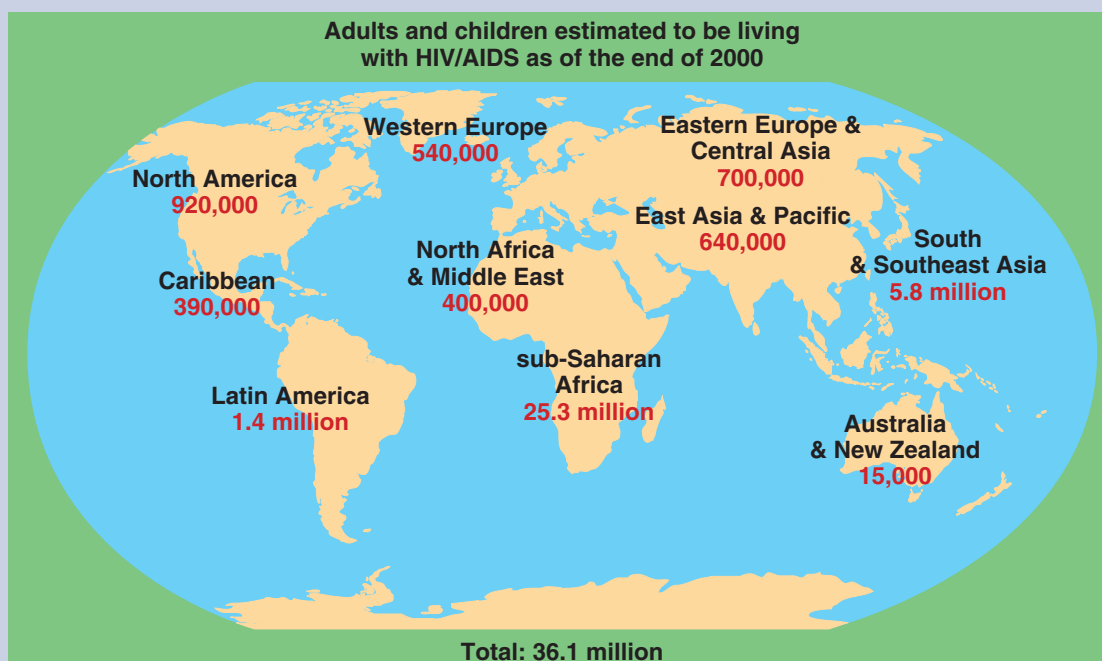 Adults and children estimated to be living
with HIV/AIDS as of the end of 2000
Western Europe
540,000
Eastern Europe &
Central Asia
700,000
North America
920,000
East Asia & Pacific
640,000
South
& Southeast Asia
5.8 million
North Africa
& Middle East
400,000
Caribbean
390,000
sub-Saharan
Africa
25.3 million
Latin America
1.4 million
Australia
& New Zealand
15,000
Total: 36.1 million